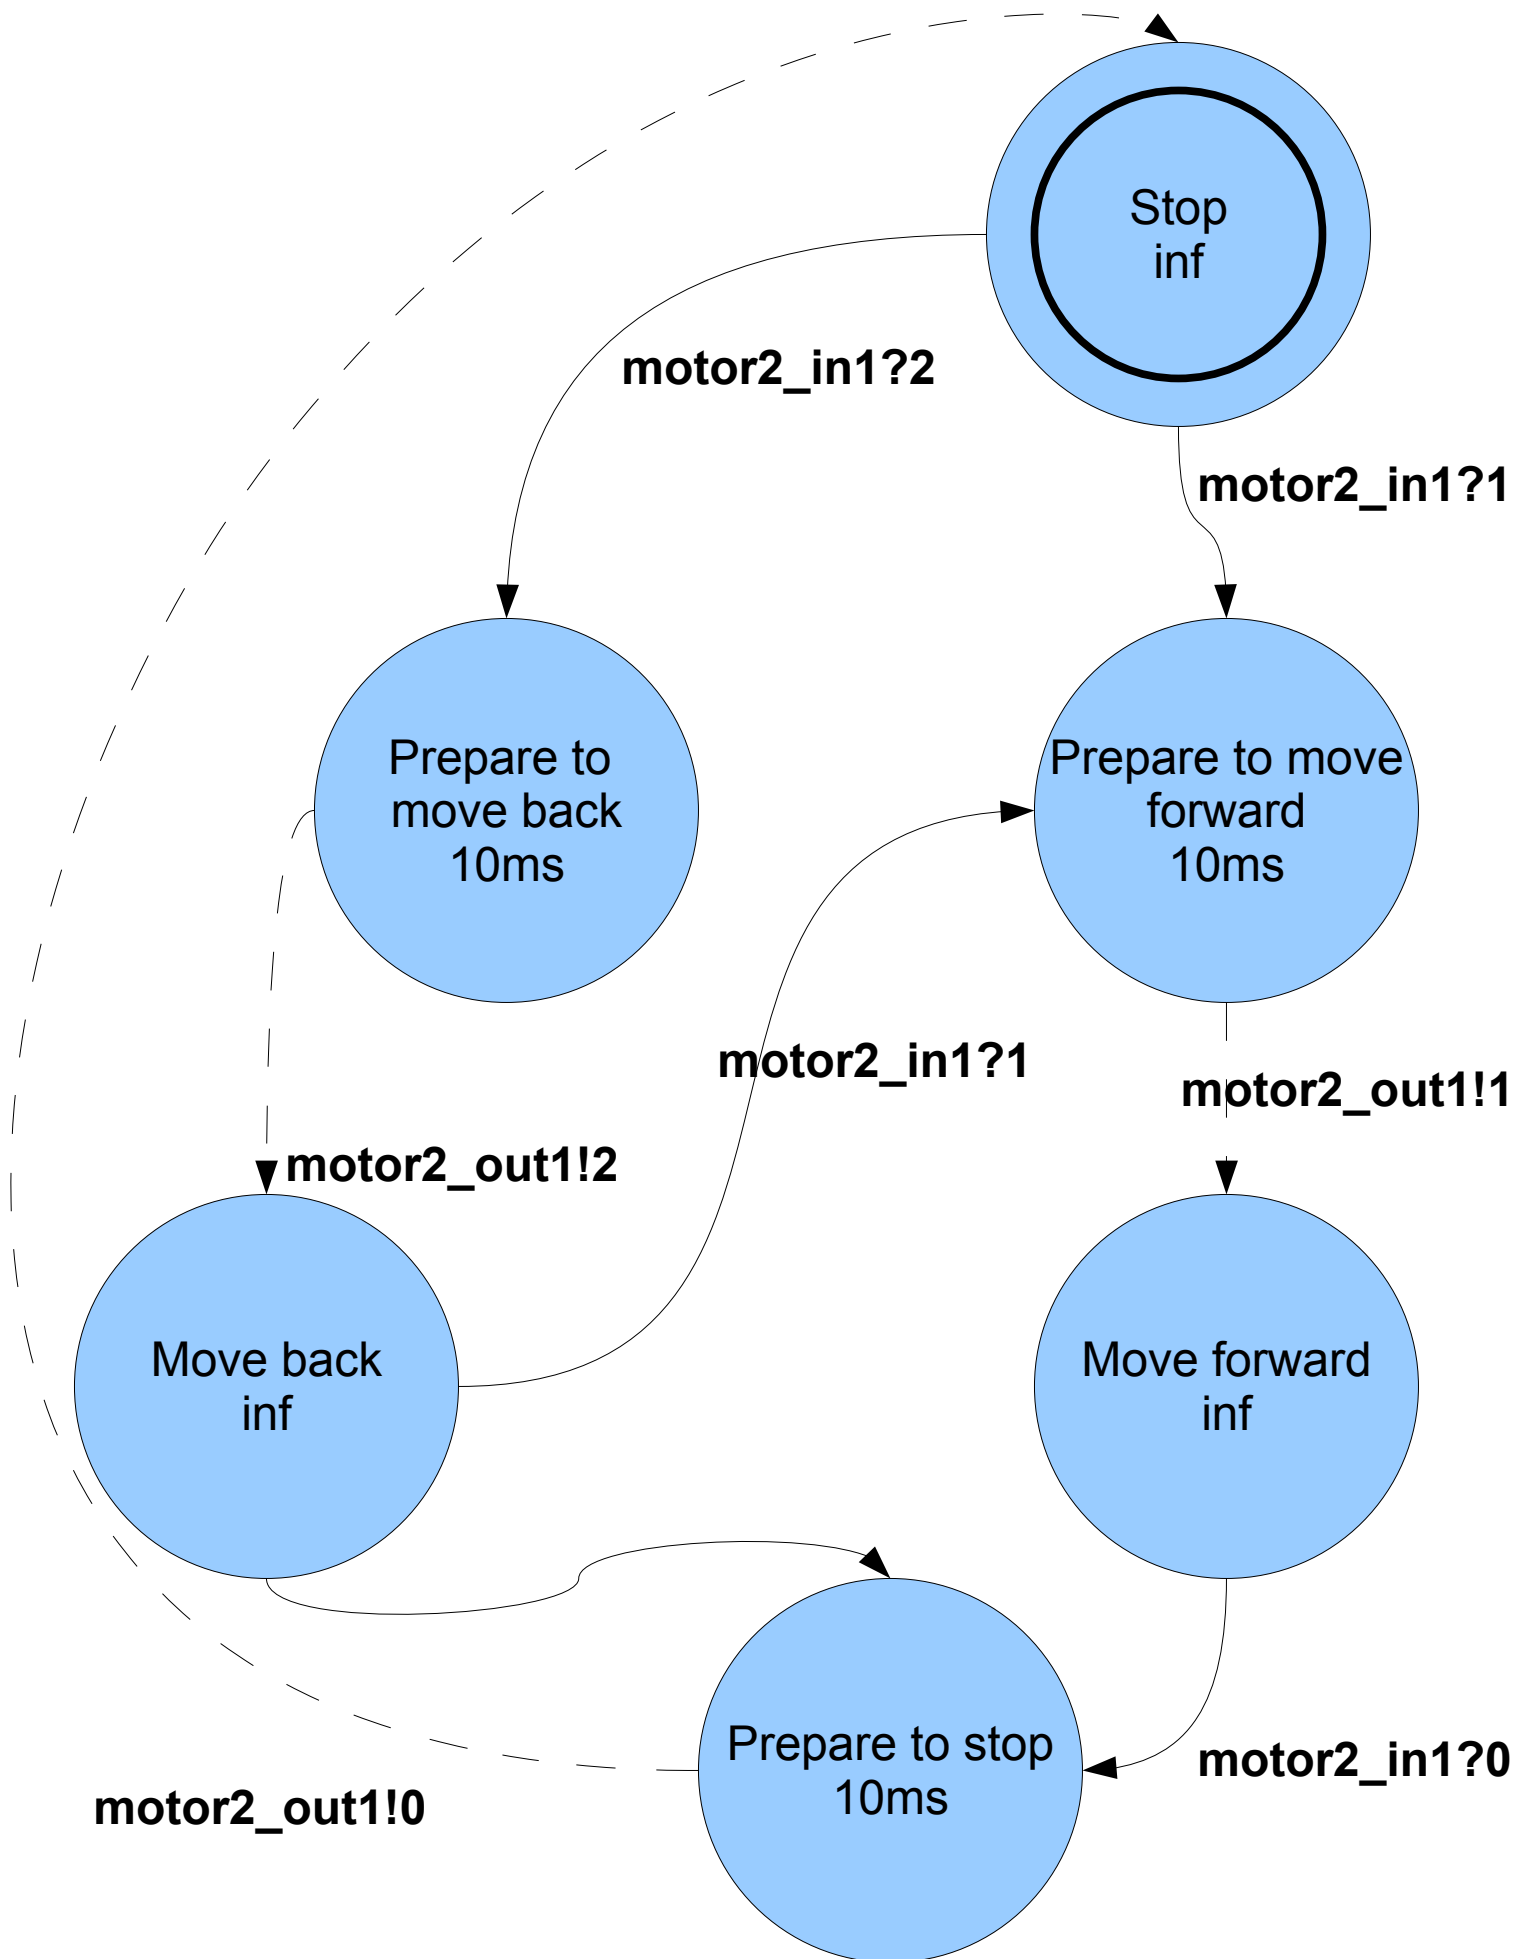 Stop
inf
motor2_in1?2
motor2_in1?1
Prepare to
move back
10ms
Prepare to move
forward
10ms
motor2_in1?1
motor2_out1!1
motor2_out1!2
Move back
inf
Move forward
inf
Prepare to stop
10ms
motor2_in1?0
motor2_out1!0